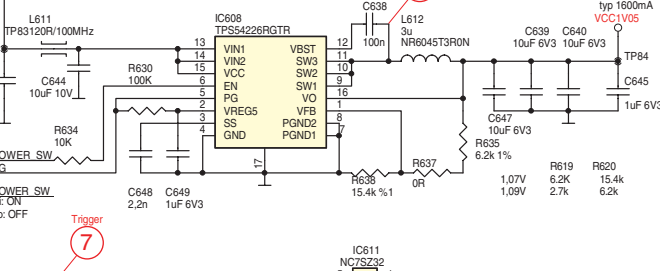 C638
typ 1600mA
VCC1V05
L611
TP83120R/100MHz
IC608
TPS54226RGTR
100n
L612
3u
NR6045T3R0N
C639
10uF 6V3
C640
10uF 6V3
TP84
13
14
15
6
5
2
3
4
VIN1
VIN2
VCC
EN
PG
VREG5
SS
GND
VBST
SW3
SW2
SW1
VO
VFB
PGND2
PGND1
12
11
10
9
16
1
8
7
17
C644
10uF 10V
R630
100K
C645
1uF 6V3
C647
10uF 6V3
R634
10K
OWER_SW
G
OWER_SW
: ON
: OFF
C648
2,2n
C649
1uF 6V3
R638
15.4k %1
R637
0R
R635
6.2k 1%
R619 R620
1,07V 6.2K 15.4k
1,09V 2.7k 6.2k
Trigger
7
IC611
NC7SZ32